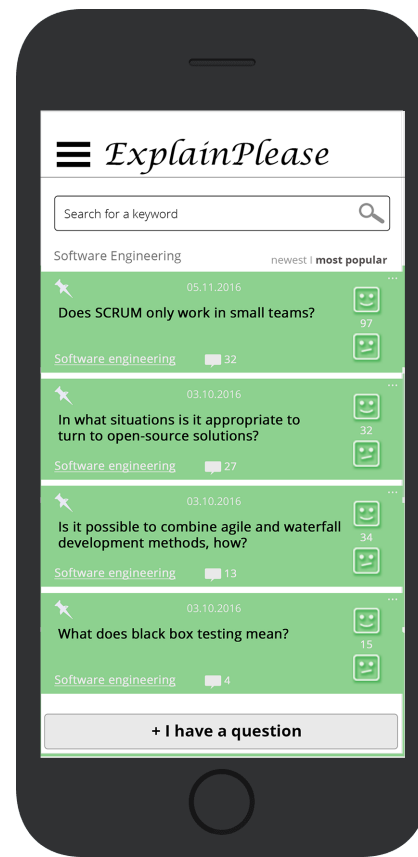 ExplainPlease
Search for a keyword
Software Engineering
newest I most popular
05.11.2016
Does SCRUM only work in small teams?
97
Software engineering 32
03.10.2016
In what situations is it appropriate to
turn to open-source solutions?
32
Software engineering 27
03.10.2016
Is it possible to combine agile and waterfall
development methods, how?
34
Software engineering 13
03.10.2016
What does black box testing mean?
15
Software engineering 4
+ I have a question